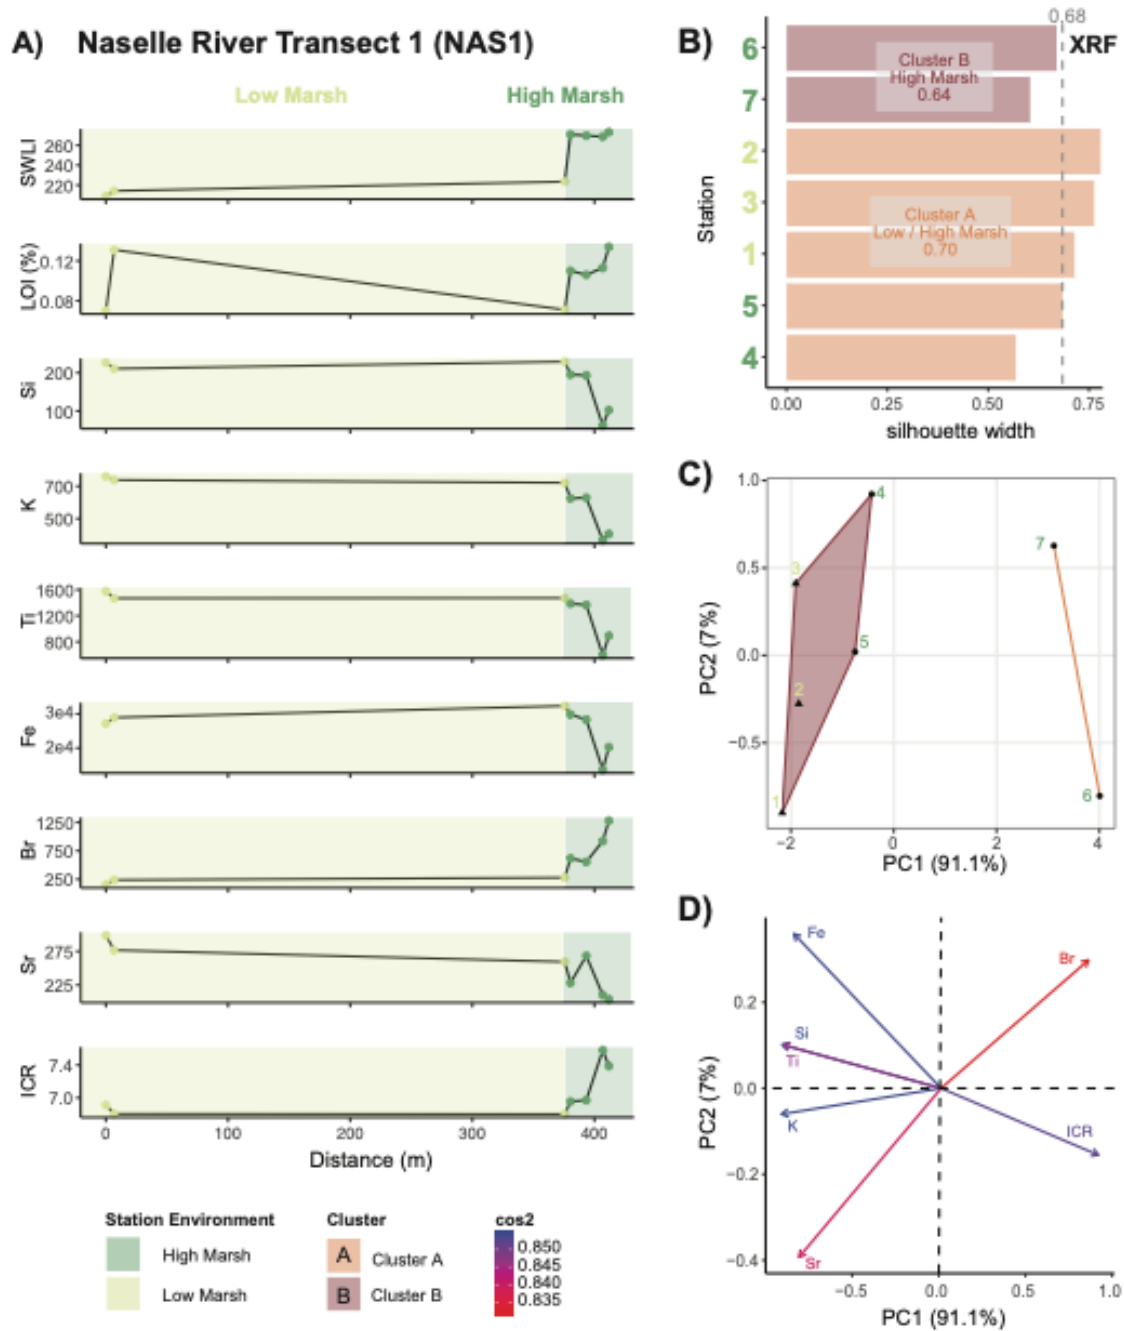 A) Naselle River Transect 1 (NAS1)
Low Marsh
High Marsh
SWLI
260
240
220
LOI (%)
0.12
0.08
Si
200
100
K
700
500
Ti
1600
1200
800
Fe
3e4
2e4
Br
1250
750
250
Sr
275
225
ICR
7.4
7.0
0 100 200 300 400
Distance (m)
Station Environment
High Marsh
Low Marsh
Cluster
A Cluster A
B Cluster B
cos2
0.850
0.845
0.840
0.835
B)
0.68
XRF
Station
6
7
2
3
1
5
4
Cluster B
High Marsh
0.64
Cluster A
Low / High Marsh
0.70
0.00 0.25 0.50 0.75
silhouette width
C)
PC2 (7%)
1.0
0.5
0.0
−0.5
4
7
3
5
2
1
6
−2 0 2 4
PC1 (91.1%)
D)
PC2 (7%)
0.2
0.0
−0.2
−0.4
Fe
Br
Si
Ti
K
ICR
Sr
−0.5 0.0 0.5 1.0
PC1 (91.1%)